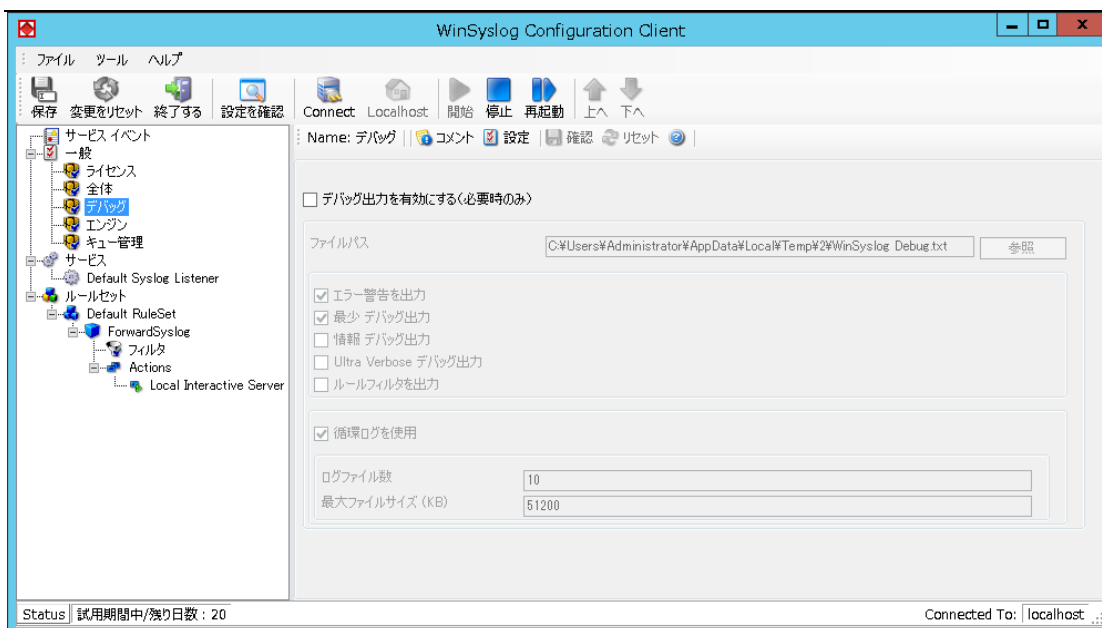 WinSyslog Configuration Client
ファイル ツール ヘルプ
保存 変更をリセット 終了する 設定を確認 Connect Localhost 開始 停止 再起動 上へ 下へ
サービス イベント
一般
ライセンス
全体
デバッグ
エンジン
キュー管理
サービス
Default Syslog Listener
ルールセット
Default RuleSet
ForwardSyslog
フィルタ
Actions
Local Interactive Server
Name: デバッグ コメント 設定 確認 リセット
デバッグ出力を有効にする(必要時のみ)
ファイルパス C:¥Users¥Administrator¥AppData¥Local¥Temp¥2¥WinSyslog Debug.txt 参照
エラー警告を出力
最少 デバッグ出力
情報 デバッグ出力
Ultra Verbose デバッグ出力
ルールフィルタを出力
循環ログを使用
ログファイル数 10
最大ファイルサイズ (KB) 51200
Status 試用期間中/残り日数 : 20 Connected To: localhost